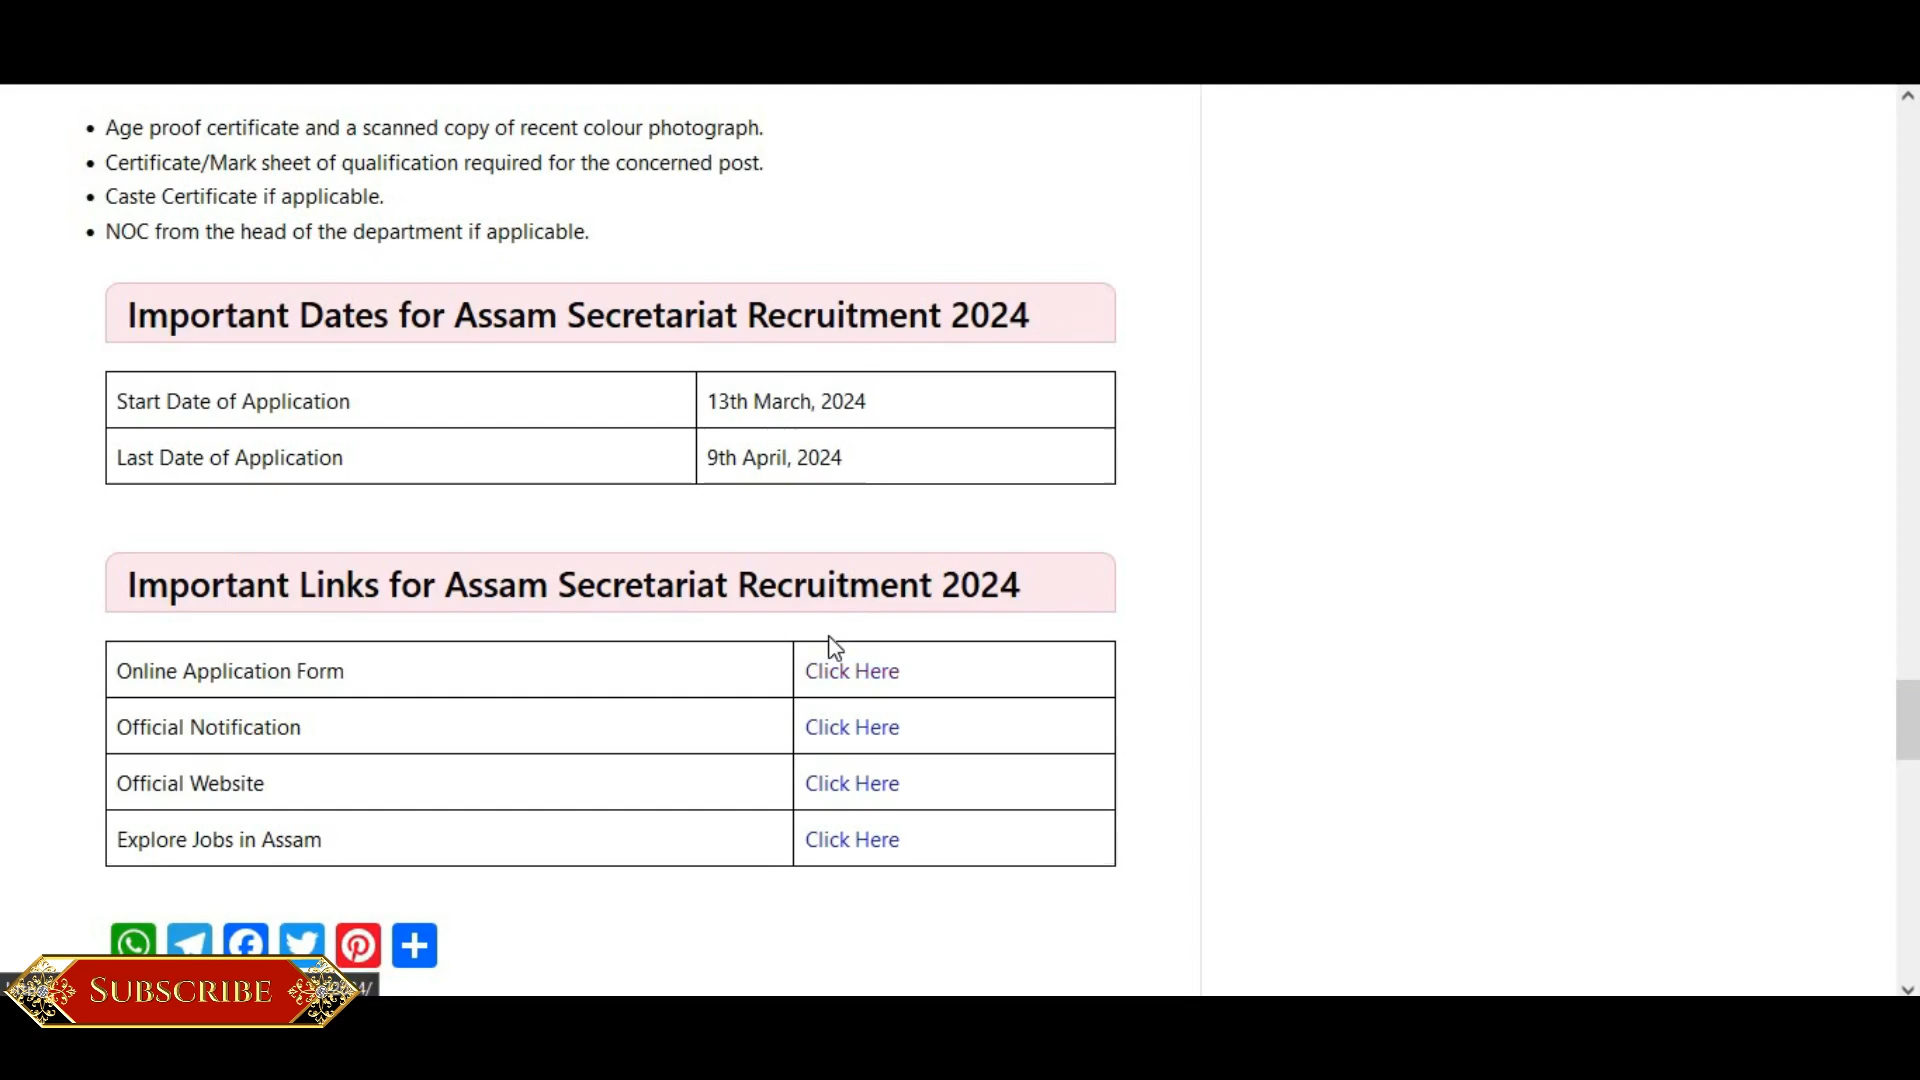 Age proof certificate and a scanned copy of recent colour photograph.
Certificate/Mark sheet of qualification required for the concerned post.
Caste Certificate if applicable.
NOC from the head of the department if applicable.
Important Dates for Assam Secretariat Recruitment 2024
Start Date of Application 13th March, 2024
Last Date of Application 9th April, 2024
Important Links for Assam Secretariat Recruitment 2024
Online Application Form Click Here
Official Notification Click Here
Official Website Click Here
Explore Jobs in Assam Click Here
SUBSCRIBE